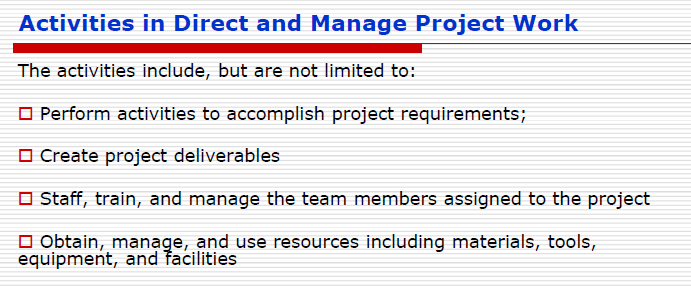 Activities in Direct and Manage Project Work
The activities include, but are not limited to:
Perform activities to accomplish project requirements;
Create project deliverables
Staff, train, and manage the team members assigned to the project
Obtain, manage, and use resources including materials, tools,
equipment, and facilities